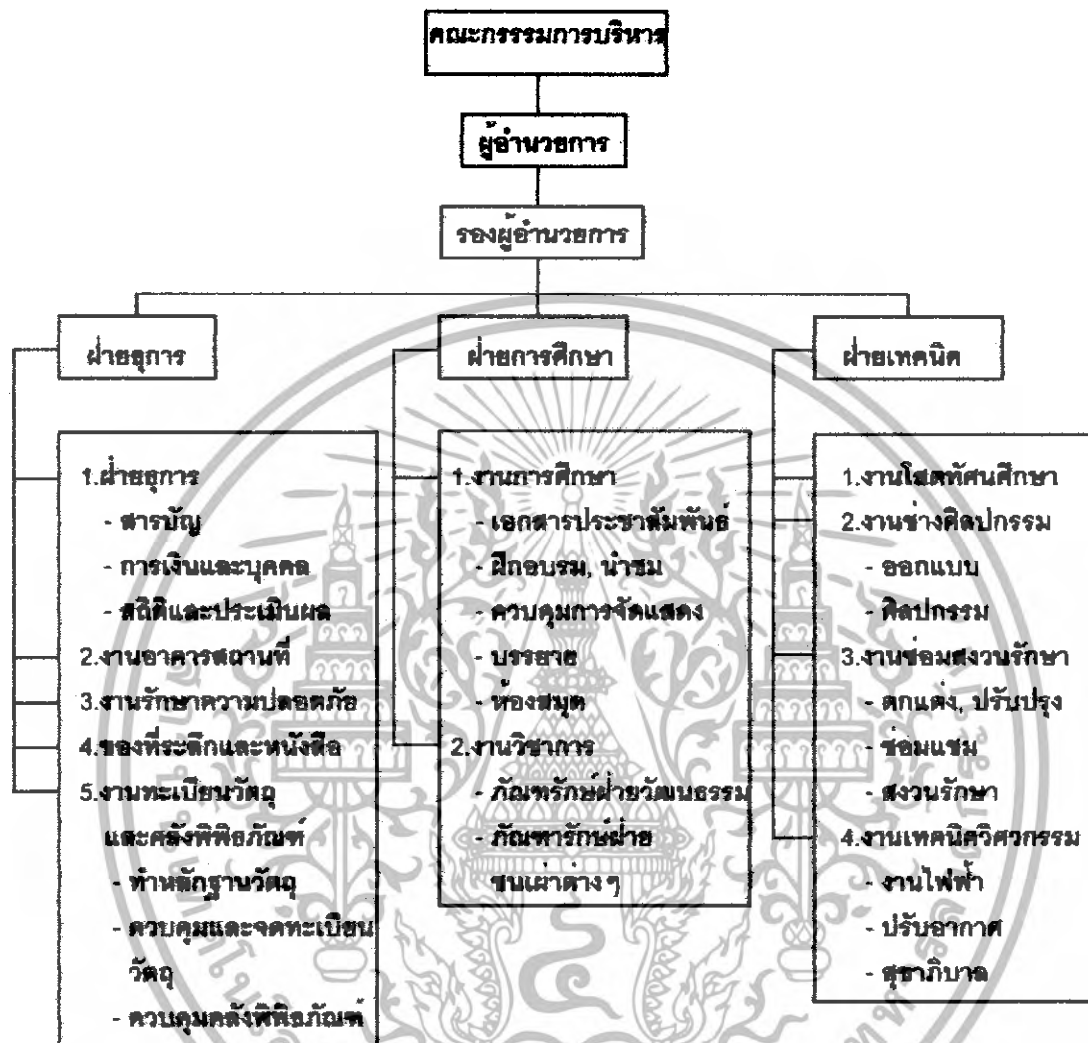 คณะกรรรมการบริหาร
ผู้อำนวยการ
รองผู้อำนวยการ
ฝ่ายธุการ
ฝ่ายการศึกษา
ฝ่ายเทคนิค
1.ฝ่ายธุการ
- สารบัญ
- การเงินและบุคคล
- สถิติและประเมินผล
2.งานอาคารสถานที่
3.งานรักษาความปลอดภัย
4.ของที่ระลึกและหนังสือ
5.งานทะเบียนวัตถุ
และคลังพิพิธภัณฑ์
- ทำหลักฐานวัตถุ
- ควบคุมและจดทะเบียน
วัตถุ
- ควบคุมคลังพิพิธภัณฑ์
1.งานการศึกษา
- เอกสารประชาสัมพันธ์
- ฝึกอบรม, นำชม
- ควบคุมการจัดแสดง
- บรรยาย
- ห้องสมุด
2.งานวิชาการ
- ภัณฑรักษ์ฝ่ายวัฒนธรรม
- ภัณฑารักษ์ฝ่าย
ชนเผ่าต่างๆ
1.งานโสตทัศนศึกษา
2.งานช่างศิลปกรรม
- ออกแบบ
- ศิลปกรรม
3.งานซ่อมสงวนรักษา
- ตกแต่ง, ปรับปรุง
- ซ่อมแซม
- สงวนรักษา
4.งานเทคนิควิศวกรรม
- งานไฟฟ้า
- ปรับอากาศ
- สุขาภิบาล